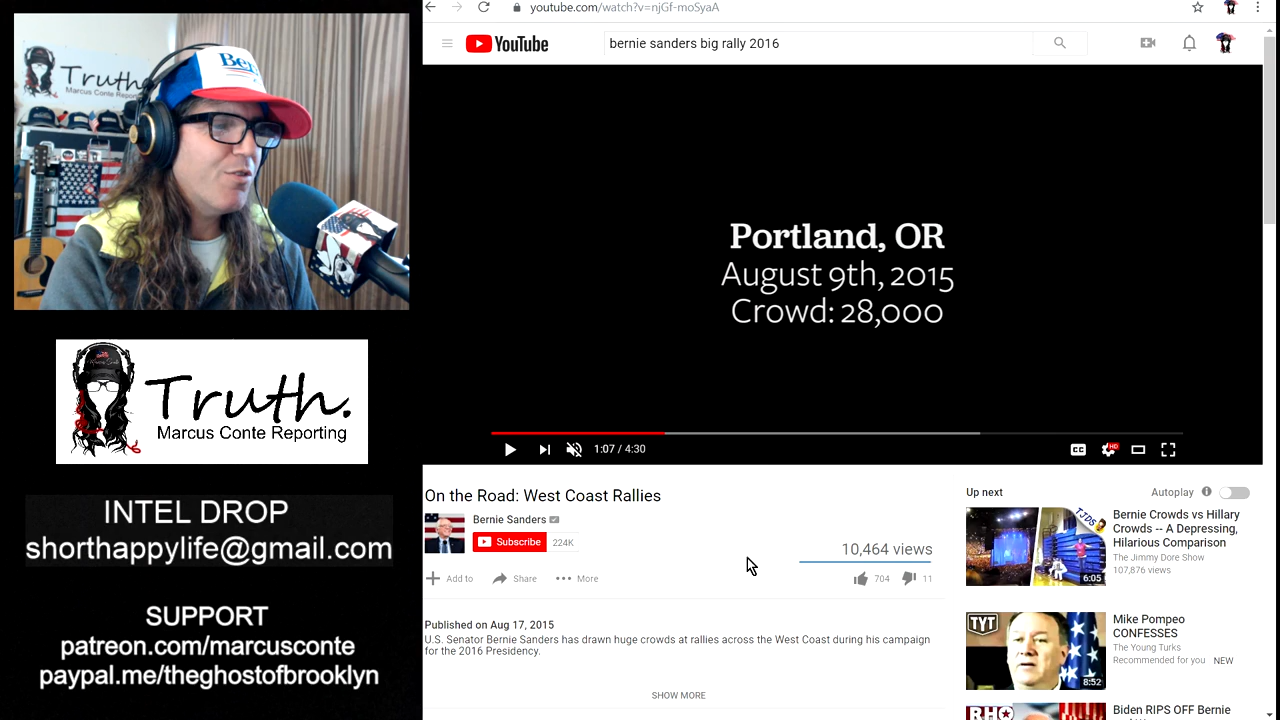 Truth.
Marcus Conte Reporting
Ber
Truth.
Marcus Conte Reporting
INTEL DROP
shorthappylife@gmail.com
SUPPORT
patreon.com/marcusconte
paypal.me/theghostofbrooklyn
youtube.com/watch?v=njGf-moSyaA
YouTube
bernie sanders big rally 2016
Portland, OR
August 9th, 2015
Crowd: 28,000
1:07 / 4:30
CC
HD
On the Road: West Coast Rallies
Bernie Sanders
Subscribe 224K
10,464 views
Add to Share More
704 11
Published on Aug 17, 2015
U.S. Senator Bernie Sanders has drawn huge crowds at rallies across the West Coast during his campaign
for the 2016 Presidency.
SHOW MORE
Up next Autoplay
TJDS
6:05
Bernie Crowds vs Hillary
Crowds -- A Depressing,
Hilarious Comparison
The Jimmy Dore Show
107,876 views
TYT
8:52
Mike Pompeo
CONFESSES
The Young Turks
Recommended for you NEW
RHO
Biden RIPS OFF Bernie